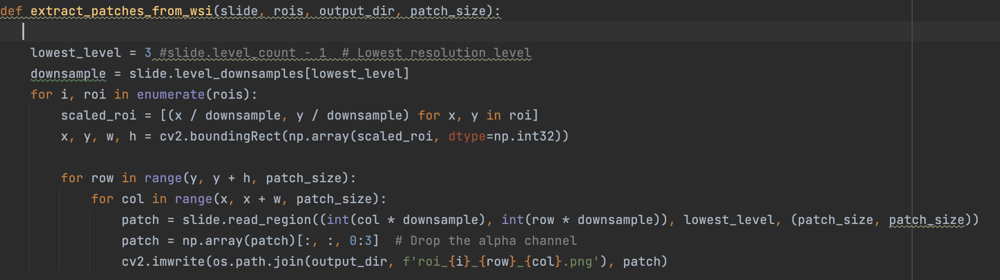 def extract_patches_from_wsi(slide, rois, output_dir, patch_size):
lowest_level = 3 #slide.level_count - 1  # Lowest resolution level
downsample = slide.level_downsamples[lowest_level]
for i, roi in enumerate(rois):
scaled_roi = [(x / downsample, y / downsample) for x, y in roi]
x, y, w, h = cv2.boundingRect(np.array(scaled_roi, dtype=np.int32))
for row in range(y, y + h, patch_size):
for col in range(x, x + w, patch_size):
patch = slide.read_region((int(col * downsample), int(row * downsample)), lowest_level, (patch_size, patch_size))
patch = np.array(patch)[:, :, 0:3]  # Drop the alpha channel
cv2.imwrite(os.path.join(output_dir, f'roi_{i}_{row}_{col}.png'), patch)